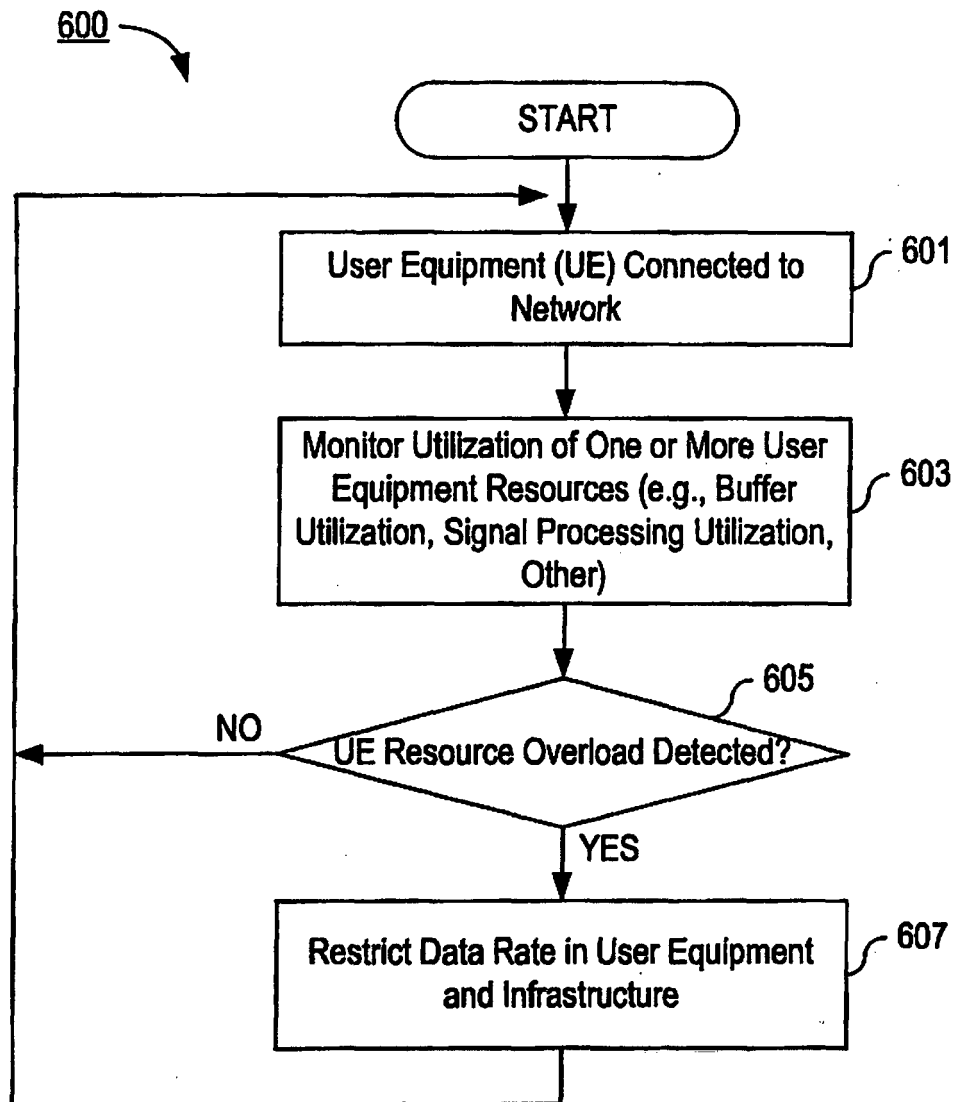 600
START
User Equipment (UE) Connected to
Network
601
Monitor Utilization of One or More User
Equipment Resources (e.g., Buffer
Utilization, Signal Processing Utilization,
Other)
603
605
NO
UE Resource Overload Detected?
YES
Restrict Data Rate in User Equipment
and Infrastructure
607